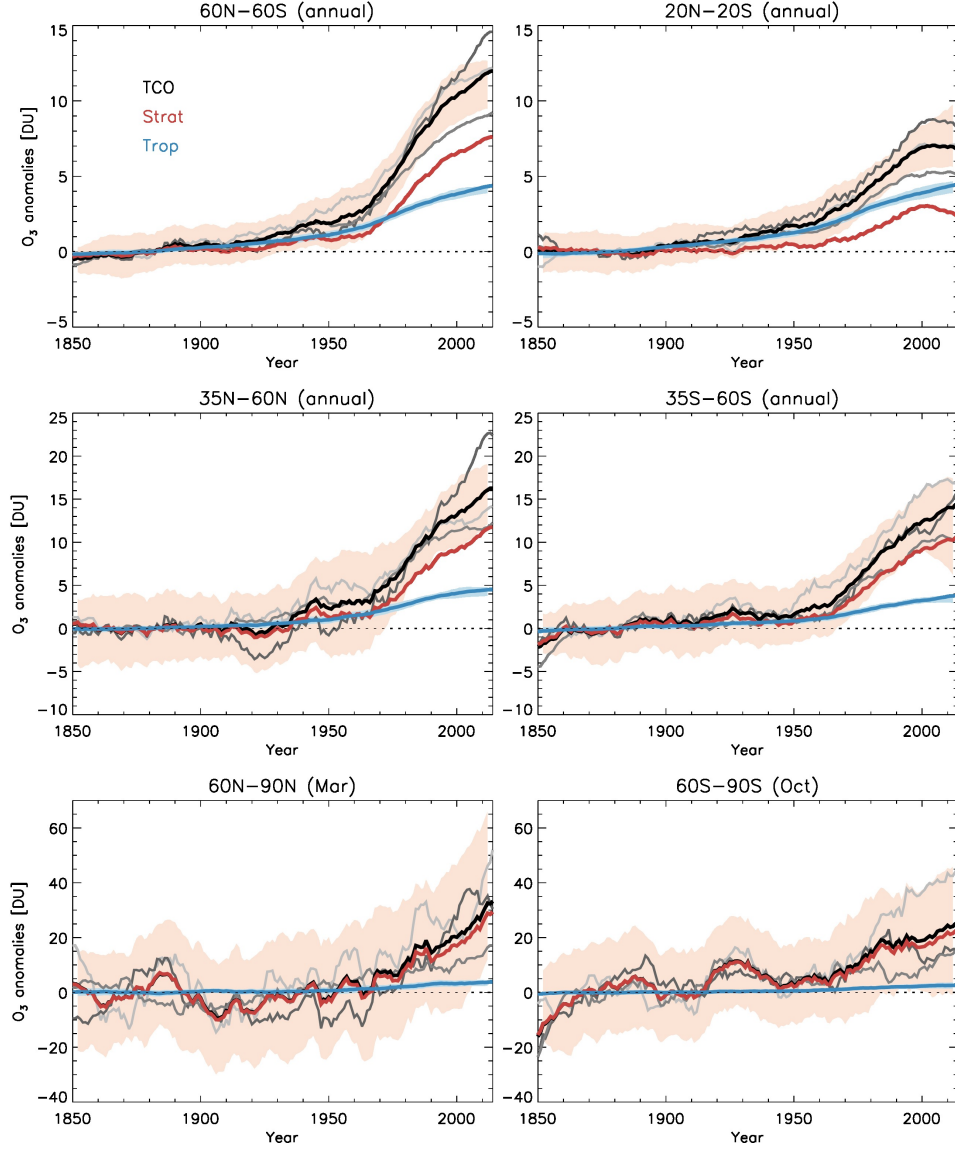 60N−60S (annual)
15
10
5
0
−5
O3 anomalies [DU]
TCO
Strat
Trop
1850 1900 1950 2000
Year
20N−20S (annual)
15
10
5
0
−5
1850 1900 1950 2000
Year
35N−60N (annual)
25
20
15
10
5
0
−5
−10
O3 anomalies [DU]
1850 1900 1950 2000
Year
35S−60S (annual)
25
20
15
10
5
0
−5
−10
1850 1900 1950 2000
Year
60N−90N (Mar)
60
40
20
0
−20
−40
O3 anomalies [DU]
1850 1900 1950 2000
Year
60S−90S (Oct)
60
40
20
0
−20
−40
1850 1900 1950 2000
Year